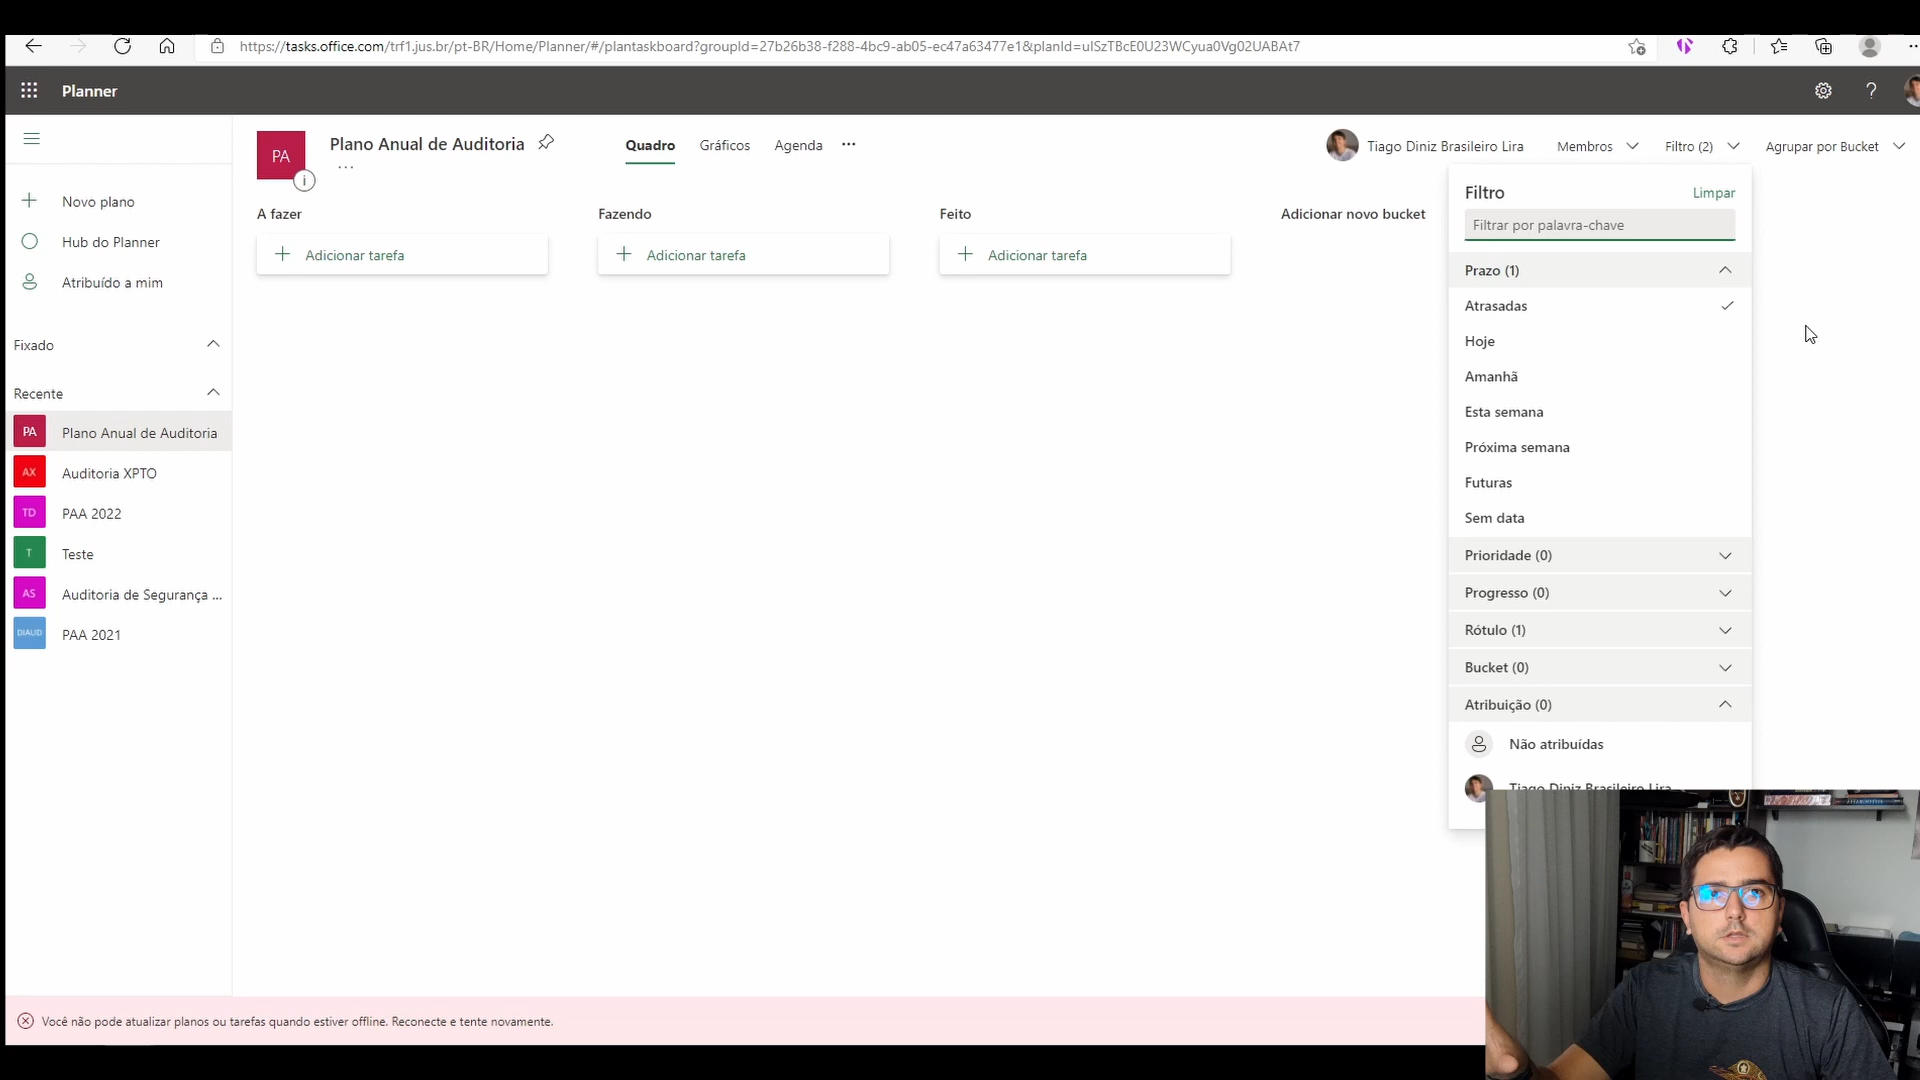 https://tasks.office.com/trf1.jus.br/pt-BR/Home/Planner/#/plantaskboard?groupId=27b26b38-f288-4bc9-ab05-ec47a63477e1&planId=uISzTBcE0U23WCyua0Vg02UABAt7
Planner
PA
Plano Anual de Auditoria
Quadro
Gráficos
Agenda
Tiago Diniz Brasileiro Lira
Membros
Filtro (2)
Agrupar por Bucket
Novo plano
Hub do Planner
Atribuído a mim
Fixado
Recente
PA Plano Anual de Auditoria
AX Auditoria XPTO
TD PAA 2022
T Teste
AS Auditoria de Segurança ...
DIAUD PAA 2021
A fazer
Adicionar tarefa
Fazendo
Adicionar tarefa
Feito
Adicionar tarefa
Adicionar novo bucket
Filtro
Limpar
Filtrar por palavra-chave
Prazo (1)
Atrasadas
Hoje
Amanhã
Esta semana
Próxima semana
Futuras
Sem data
Prioridade (0)
Progresso (0)
Rótulo (1)
Bucket (0)
Atribuição (0)
Não atribuídas
Tiago Diniz Brasileiro Lira
Você não pode atualizar planos ou tarefas quando estiver offline. Reconecte e tente novamente.